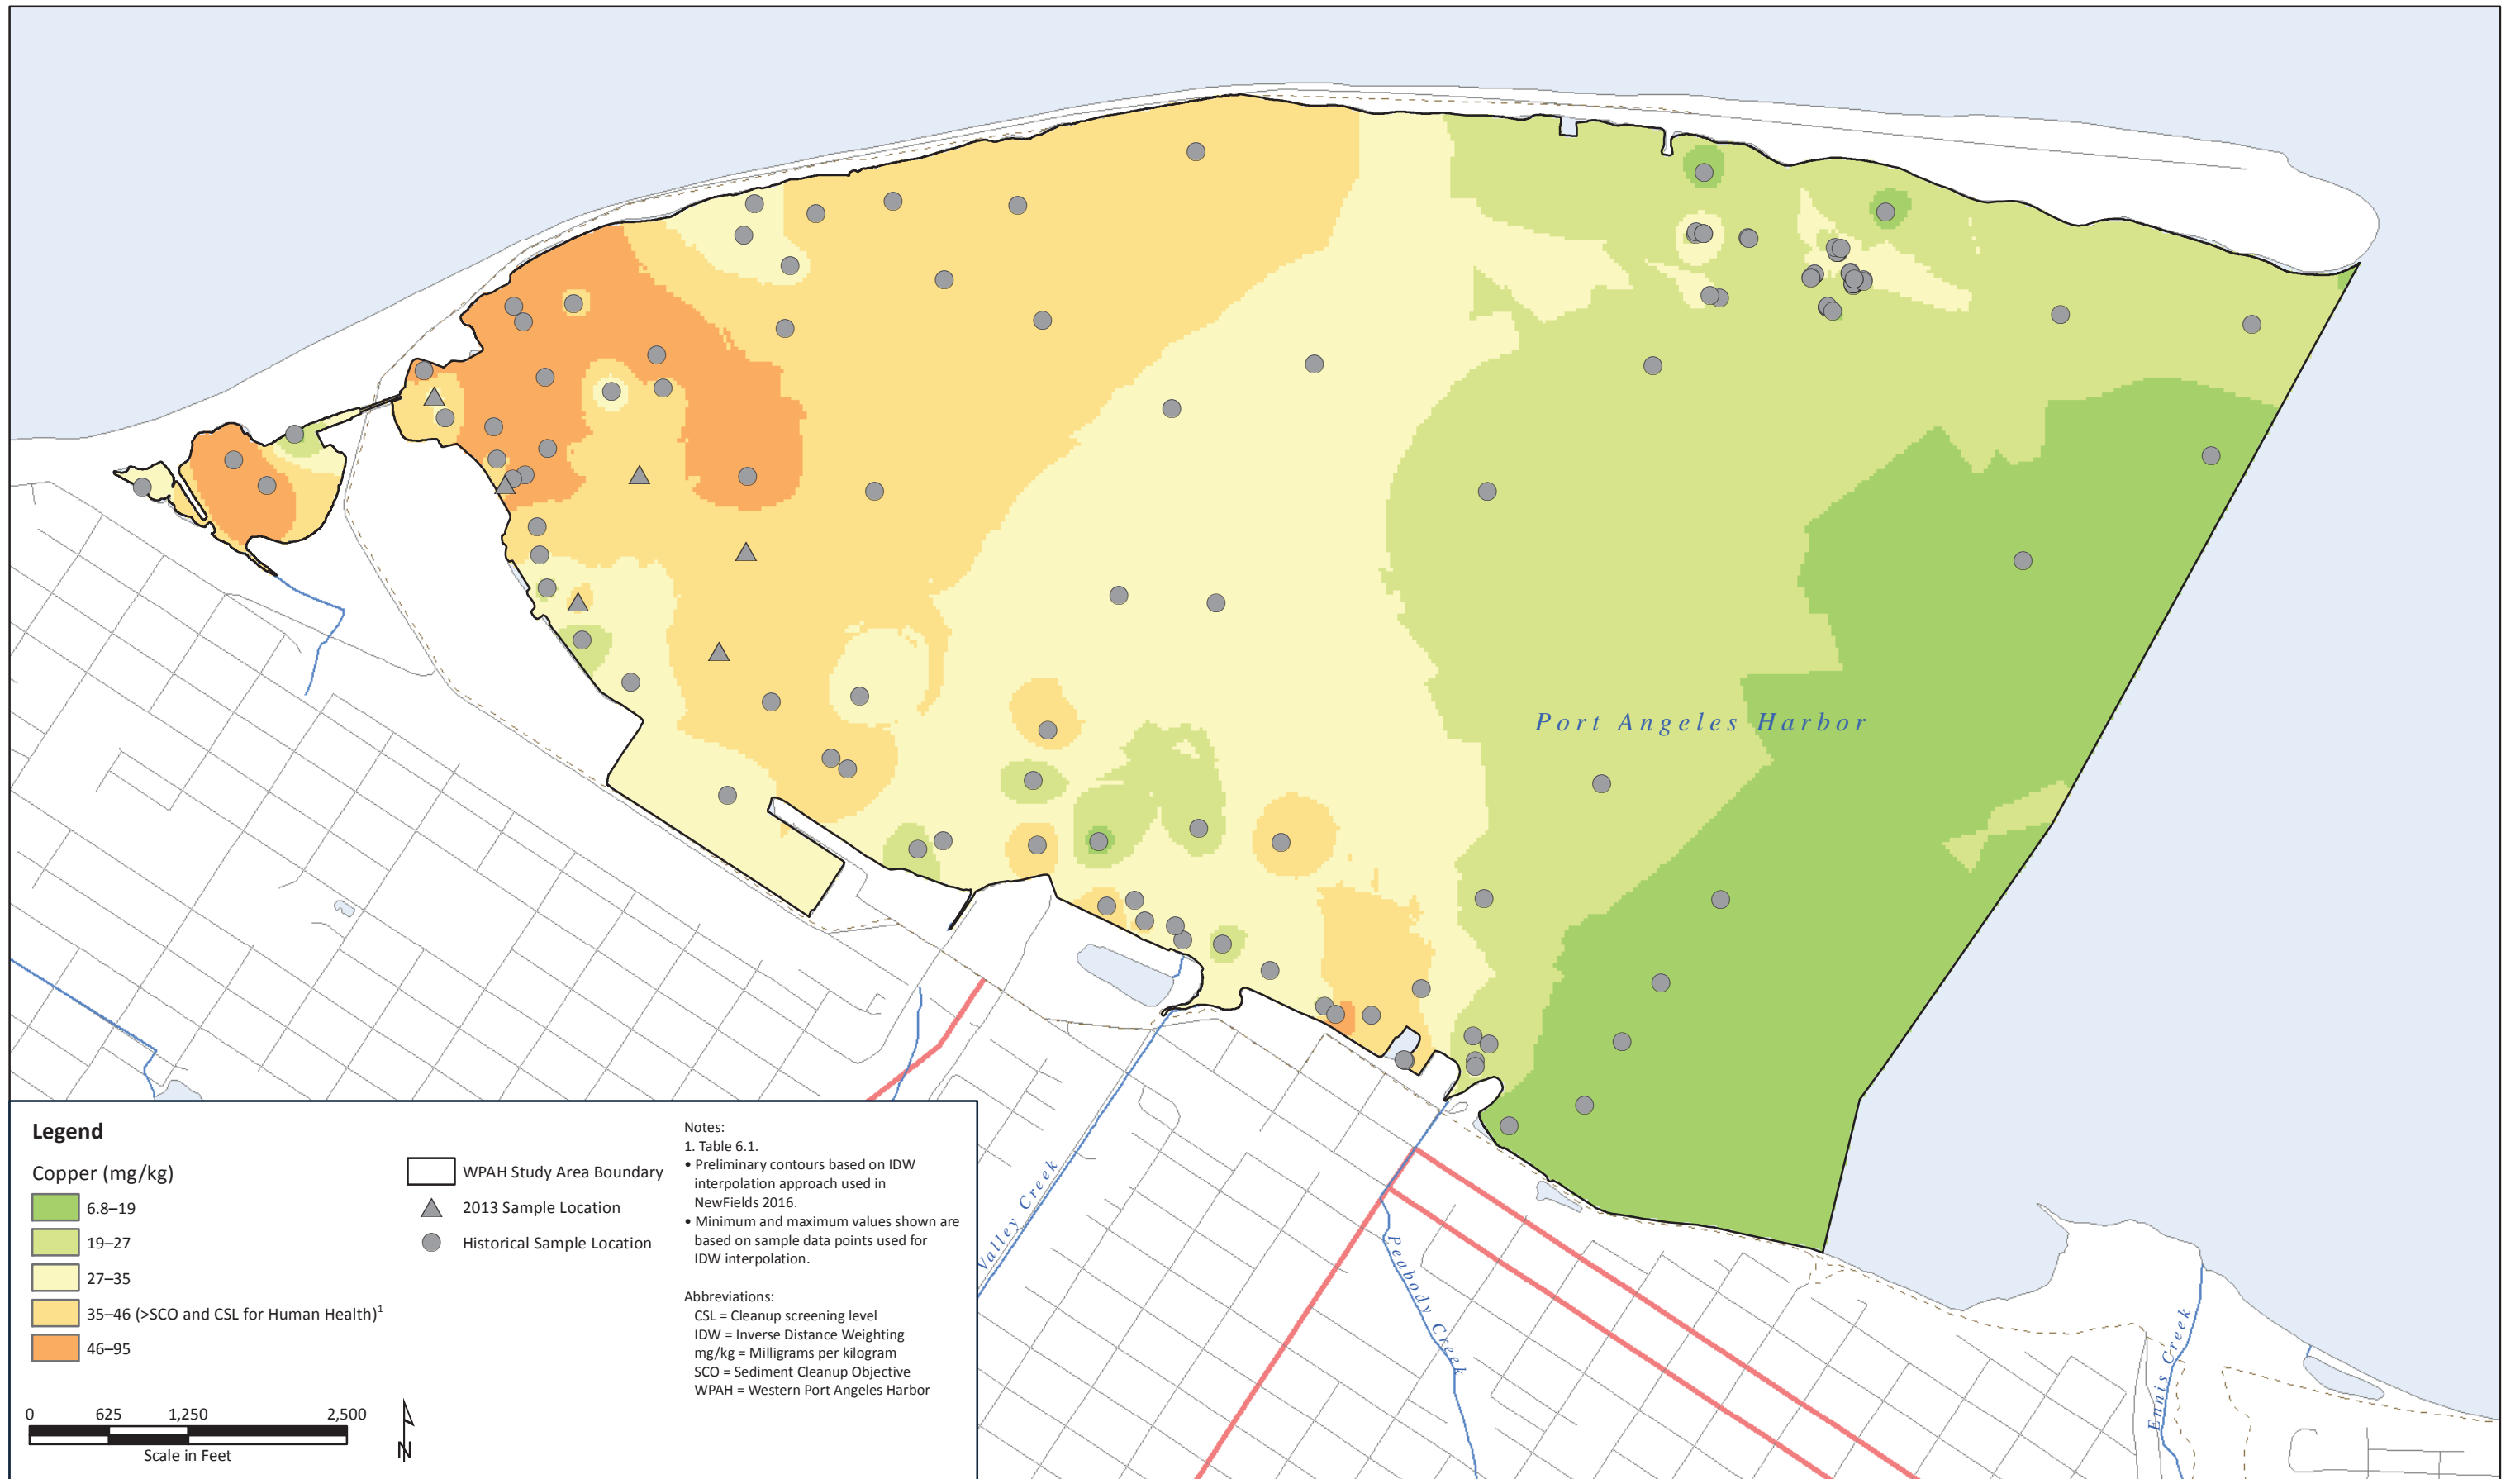 Port Angeles Harbor
Valley Creek
Peabody Creek
Ennis Creek
Legend
Copper (mg/kg)
6.8–19
19–27
27–35
35–46 (>SCO and CSL for Human Health)1
46–95
WPAH Study Area Boundary
2013 Sample Location
Historical Sample Location
Notes:
1. Table 6.1.
• Preliminary contours based on IDW
interpolation approach used in
NewFields 2016.
• Minimum and maximum values shown are
based on sample data points used for
IDW interpolation.
Abbreviations:
CSL = Cleanup screening level
IDW = Inverse Distance Weighting
mg/kg = Milligrams per kilogram
SCO = Sediment Cleanup Objective
WPAH = Western Port Angeles Harbor
0 625 1,250 2,500
Scale in Feet
N